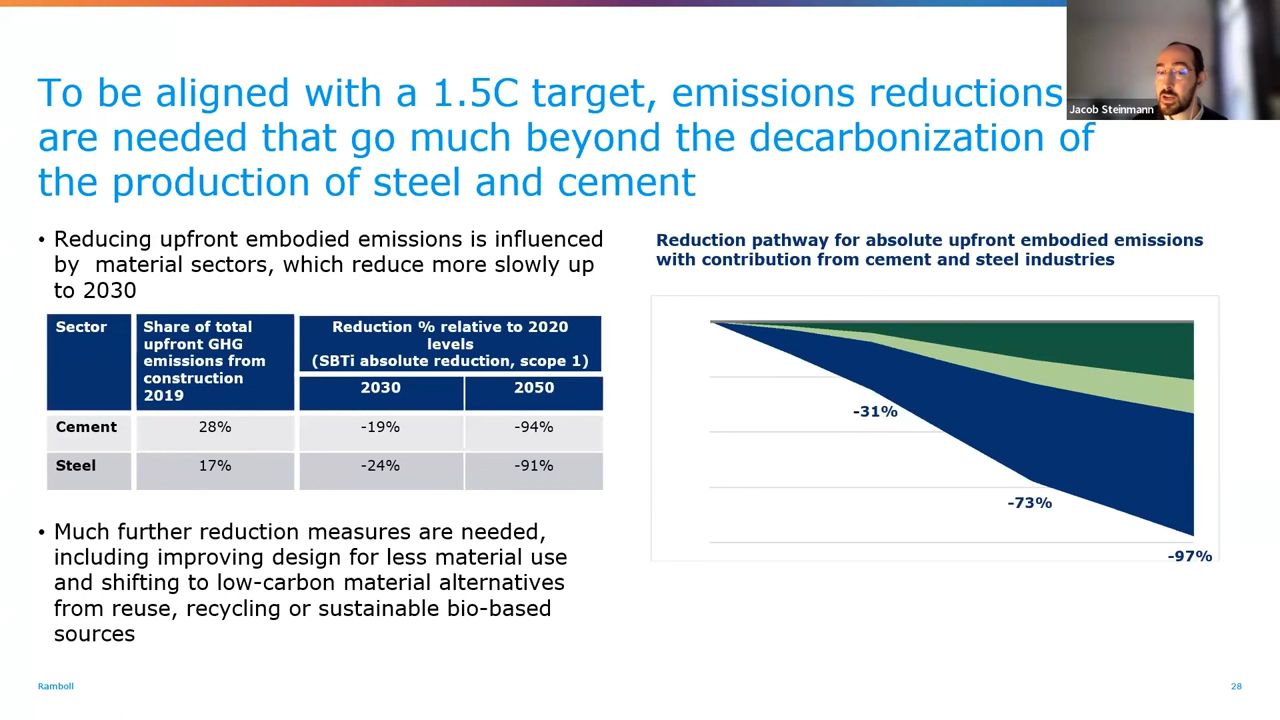 To be aligned with a 1.5C target, emissions reductions
are needed that go much beyond the decarbonization of
the production of steel and cement
Jacob Steinmann
• Reducing upfront embodied emissions is influenced
by  material sectors, which reduce more slowly up
to 2030
Sector
Share of total
upfront GHG
emissions from
construction
2019
Reduction % relative to 2020
levels
(SBTi absolute reduction, scope 1)
2030
2050
Cement
28%
-19%
-94%
Steel
17%
-24%
-91%
• Much further reduction measures are needed,
including improving design for less material use
and shifting to low-carbon material alternatives
from reuse, recycling or sustainable bio-based
sources
Reduction pathway for absolute upfront embodied emissions
with contribution from cement and steel industries
-31%
-73%
-97%
Ramboll
28